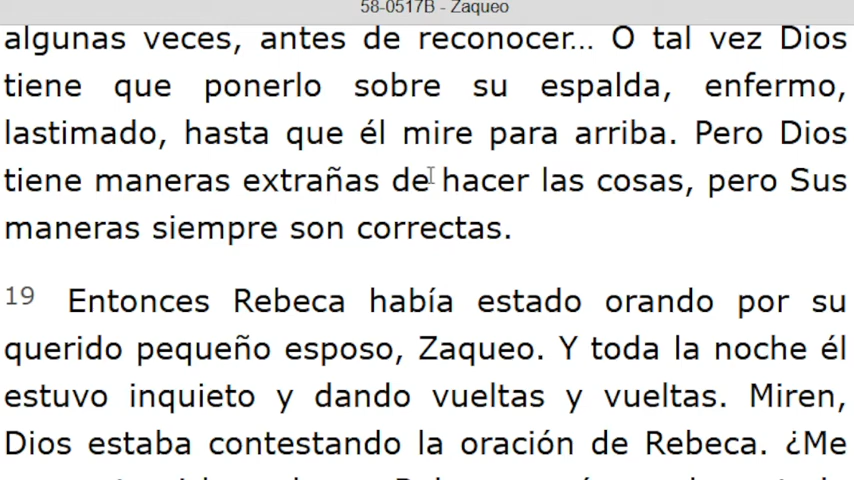 58-0517B - Zaqueo
algunas veces, antes de reconocer... O tal vez Dios
tiene que ponerlo sobre su espalda, enfermo,
lastimado, hasta que él mire para arriba. Pero Dios
tiene maneras extrañas de hacer las cosas, pero Sus
maneras siempre son correctas.
19 Entonces Rebeca había estado orando por su
querido pequeño esposo, Zaqueo. Y toda la noche él
estuvo inquieto y dando vueltas y vueltas. Miren,
Dios estaba contestando la oración de Rebeca. ¿Me